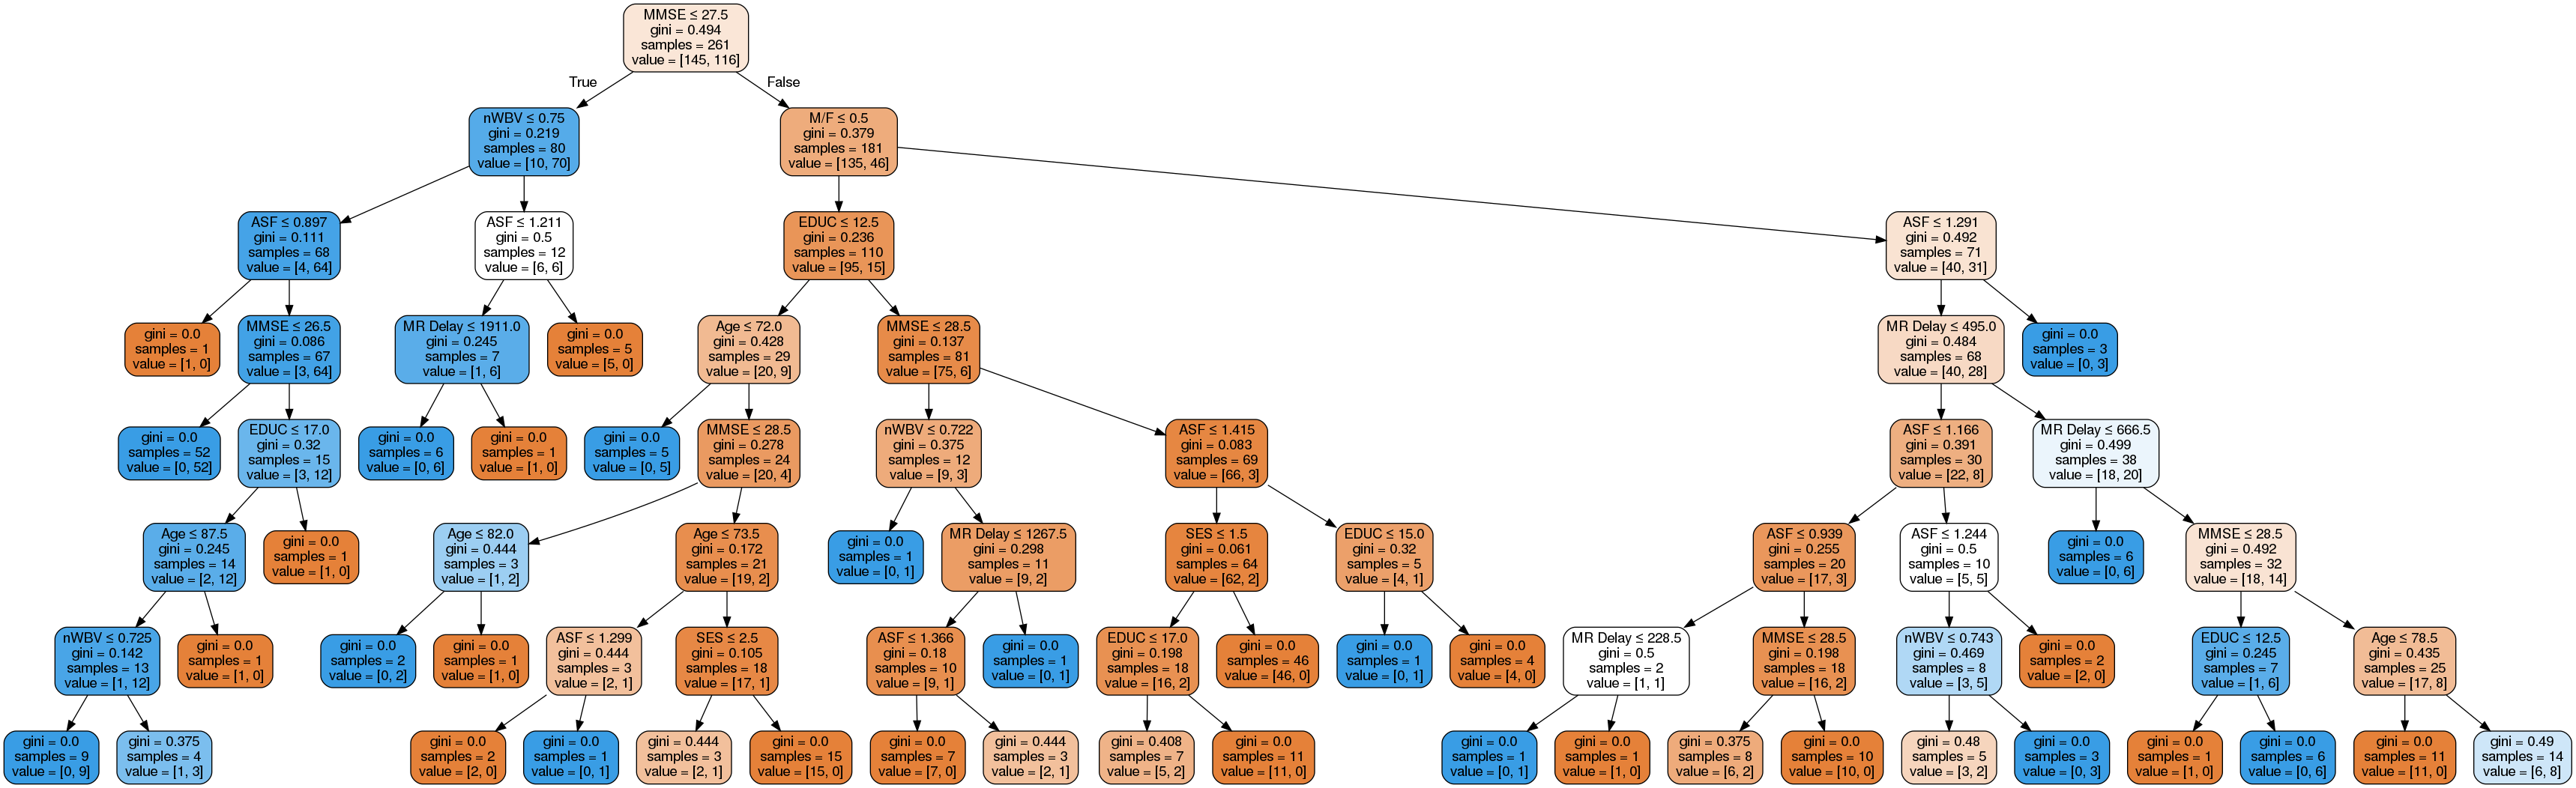 MMSE ≤ 27.5
gini = 0.494
samples = 261
value = [145, 116]
True
False
nWBV ≤ 0.75
gini = 0.219
samples = 80
value = [10, 70]
M/F ≤ 0.5
gini = 0.379
samples = 181
value = [135, 46]
ASF ≤ 0.897
gini = 0.111
samples = 68
value = [4, 64]
ASF ≤ 1.211
gini = 0.5
samples = 12
value = [6, 6]
EDUC ≤ 12.5
gini = 0.236
samples = 110
value = [95, 15]
ASF ≤ 1.291
gini = 0.492
samples = 71
value = [40, 31]
gini = 0.0
samples = 1
value = [1, 0]
MMSE ≤ 26.5
gini = 0.086
samples = 67
value = [3, 64]
MR Delay ≤ 1911.0
gini = 0.245
samples = 7
value = [1, 6]
gini = 0.0
samples = 5
value = [5, 0]
Age ≤ 72.0
gini = 0.428
samples = 29
value = [20, 9]
MMSE ≤ 28.5
gini = 0.137
samples = 81
value = [75, 6]
MR Delay ≤ 495.0
gini = 0.484
samples = 68
value = [40, 28]
gini = 0.0
samples = 3
value = [0, 3]
gini = 0.0
samples = 52
value = [0, 52]
EDUC ≤ 17.0
gini = 0.32
samples = 15
value = [3, 12]
gini = 0.0
samples = 6
value = [0, 6]
gini = 0.0
samples = 1
value = [1, 0]
gini = 0.0
samples = 5
value = [0, 5]
MMSE ≤ 28.5
gini = 0.278
samples = 24
value = [20, 4]
nWBV ≤ 0.722
gini = 0.375
samples = 12
value = [9, 3]
ASF ≤ 1.415
gini = 0.083
samples = 69
value = [66, 3]
ASF ≤ 1.166
gini = 0.391
samples = 30
value = [22, 8]
MR Delay ≤ 666.5
gini = 0.499
samples = 38
value = [18, 20]
Age ≤ 87.5
gini = 0.245
samples = 14
value = [2, 12]
gini = 0.0
samples = 1
value = [1, 0]
Age ≤ 82.0
gini = 0.444
samples = 3
value = [1, 2]
Age ≤ 73.5
gini = 0.172
samples = 21
value = [19, 2]
gini = 0.0
samples = 1
value = [0, 1]
MR Delay ≤ 1267.5
gini = 0.298
samples = 11
value = [9, 2]
SES ≤ 1.5
gini = 0.061
samples = 64
value = [62, 2]
EDUC ≤ 15.0
gini = 0.32
samples = 5
value = [4, 1]
ASF ≤ 0.939
gini = 0.255
samples = 20
value = [17, 3]
ASF ≤ 1.244
gini = 0.5
samples = 10
value = [5, 5]
gini = 0.0
samples = 6
value = [0, 6]
MMSE ≤ 28.5
gini = 0.492
samples = 32
value = [18, 14]
nWBV ≤ 0.725
gini = 0.142
samples = 13
value = [1, 12]
gini = 0.0
samples = 1
value = [1, 0]
gini = 0.0
samples = 2
value = [0, 2]
gini = 0.0
samples = 1
value = [1, 0]
ASF ≤ 1.299
gini = 0.444
samples = 3
value = [2, 1]
SES ≤ 2.5
gini = 0.105
samples = 18
value = [17, 1]
ASF ≤ 1.366
gini = 0.18
samples = 10
value = [9, 1]
gini = 0.0
samples = 1
value = [0, 1]
EDUC ≤ 17.0
gini = 0.198
samples = 18
value = [16, 2]
gini = 0.0
samples = 46
value = [46, 0]
gini = 0.0
samples = 1
value = [0, 1]
gini = 0.0
samples = 4
value = [4, 0]
MR Delay ≤ 228.5
gini = 0.5
samples = 2
value = [1, 1]
MMSE ≤ 28.5
gini = 0.198
samples = 18
value = [16, 2]
nWBV ≤ 0.743
gini = 0.469
samples = 8
value = [3, 5]
gini = 0.0
samples = 2
value = [2, 0]
EDUC ≤ 12.5
gini = 0.245
samples = 7
value = [1, 6]
Age ≤ 78.5
gini = 0.435
samples = 25
value = [17, 8]
gini = 0.0
samples = 9
value = [0, 9]
gini = 0.375
samples = 4
value = [1, 3]
gini = 0.0
samples = 2
value = [2, 0]
gini = 0.0
samples = 1
value = [0, 1]
gini = 0.444
samples = 3
value = [2, 1]
gini = 0.0
samples = 15
value = [15, 0]
gini = 0.0
samples = 7
value = [7, 0]
gini = 0.444
samples = 3
value = [2, 1]
gini = 0.408
samples = 7
value = [5, 2]
gini = 0.0
samples = 11
value = [11, 0]
gini = 0.0
samples = 1
value = [0, 1]
gini = 0.0
samples = 1
value = [1, 0]
gini = 0.375
samples = 8
value = [6, 2]
gini = 0.0
samples = 10
value = [10, 0]
gini = 0.48
samples = 5
value = [3, 2]
gini = 0.0
samples = 3
value = [0, 3]
gini = 0.0
samples = 1
value = [1, 0]
gini = 0.0
samples = 6
value = [0, 6]
gini = 0.0
samples = 11
value = [11, 0]
gini = 0.49
samples = 14
value = [6, 8]